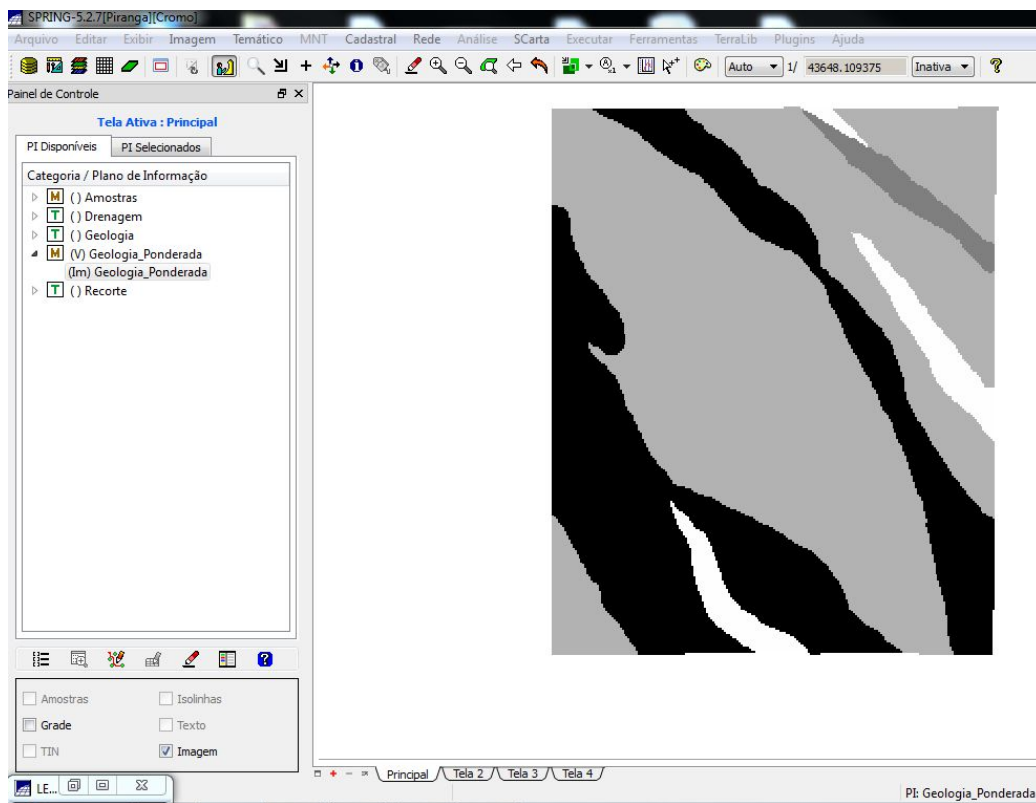 SPRING-5.2.7[Piranga][Cromo]
Arquivo Editar Exibir Imagem Temático MNT Cadastral Rede Análise SCarta Executar Ferramentas TerraLib Plugins Ajuda
Auto 1/ 43648.109375 Inativa
Painel de Controle
Tela Ativa : Principal
PI Disponíveis PI Selecionados
Categoria / Plano de Informação
M () Amostras
T () Drenagem
T () Geologia
M (V) Geologia_Ponderada
(Im) Geologia_Ponderada
T () Recorte
Amostras Isolinhas
Grade Texto
TIN Imagem
Principal Tela 2 Tela 3 Tela 4
LE...
PI: Geologia_Ponderada